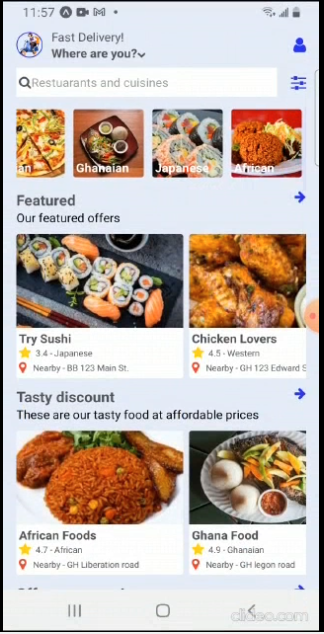 11:57
Fast Delivery!
Where are you?
Restuarants and cuisines
an
Ghanaian
Japanese
African
Featured
Our featured offers
Try Sushi
3.4 - Japanese
Nearby - BB 123 Main St.
Chicken Lovers
4.5 - Western
Nearby - GH 123 Edward S
Tasty discount
These are our tasty food at affordable prices
African Foods
4.7 - African
Nearby - GH Liberation road
Ghana Food
4.9 - Ghanaian
Nearby - GH legon road
clideo.com